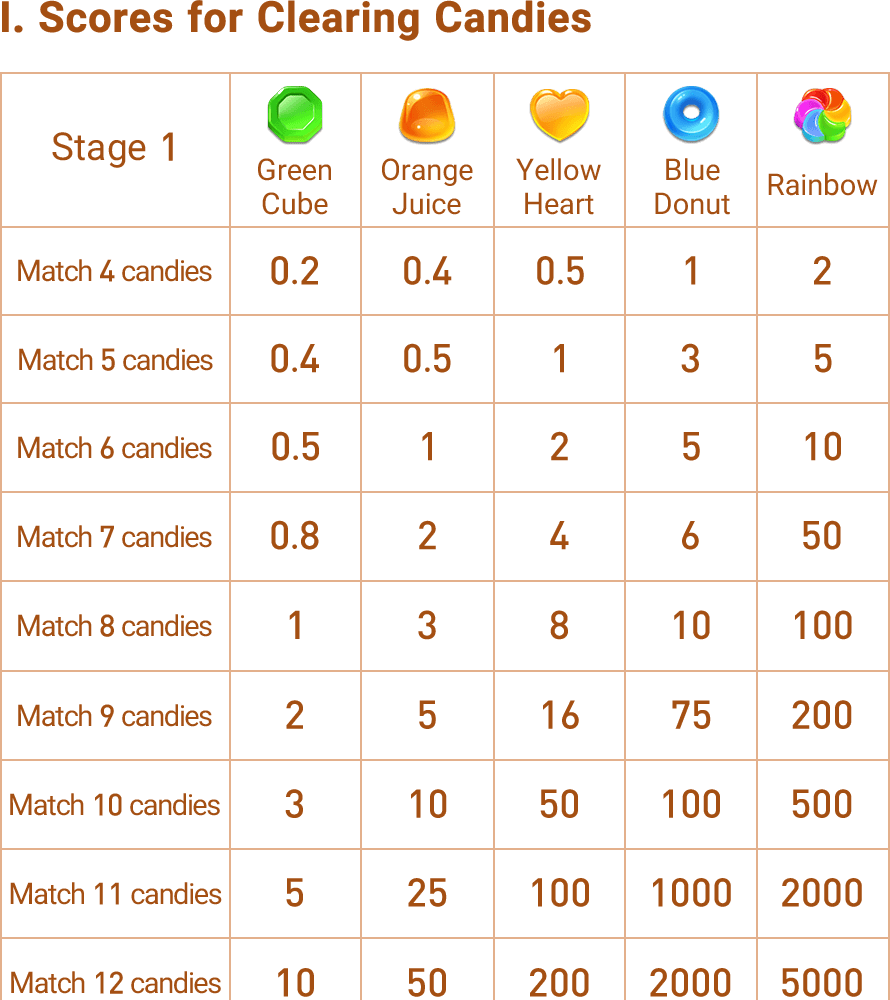 I. Scores for Clearing Candies
Stage 1
Green
Cube
Orange
Juice
Yellow
Heart
Blue
Donut
Rainbow
Match 4 candies 0.2 0.4 0.5 1 2
Match 5 candies 0.4 0.5 1 3 5
Match 6 candies 0.5 1 2 5 10
Match 7 candies 0.8 2 4 6 50
Match 8 candies 1 3 8 10 100
Match 9 candies 2 5 16 75 200
Match 10 candies 3 10 50 100 500
Match 11 candies 5 25 100 1000 2000
Match 12 candies 10 50 200 2000 5000